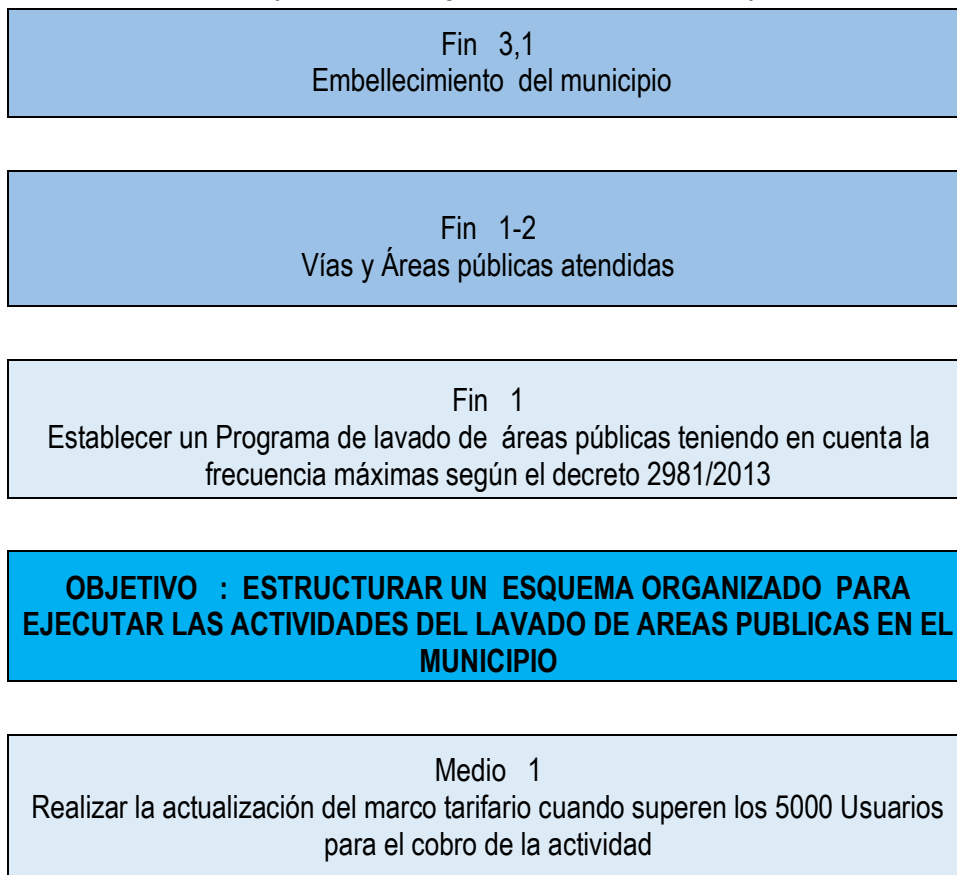 Fin 3,1
Embellecimiento del municipio
Fin 1-2
Vías y Áreas públicas atendidas
Fin 1
Establecer un Programa de lavado de áreas públicas teniendo en cuenta la
frecuencia máximas según el decreto 2981/2013
OBJETIVO : ESTRUCTURAR UN ESQUEMA ORGANIZADO PARA
EJECUTAR LAS ACTIVIDADES DEL LAVADO DE AREAS PUBLICAS EN EL
MUNICIPIO
Medio 1
Realizar la actualización del marco tarifario cuando superen los 5000 Usuarios
para el cobro de la actividad